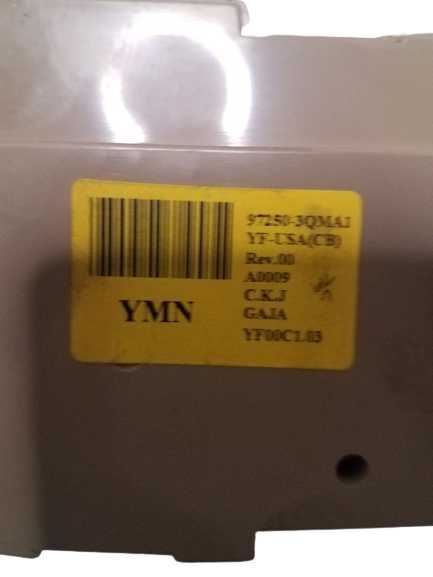 97250-3QMA1
YF-USA(CB)
Rev.00
A0009
C.K.J
GAJA
YF00C1.03
YMN